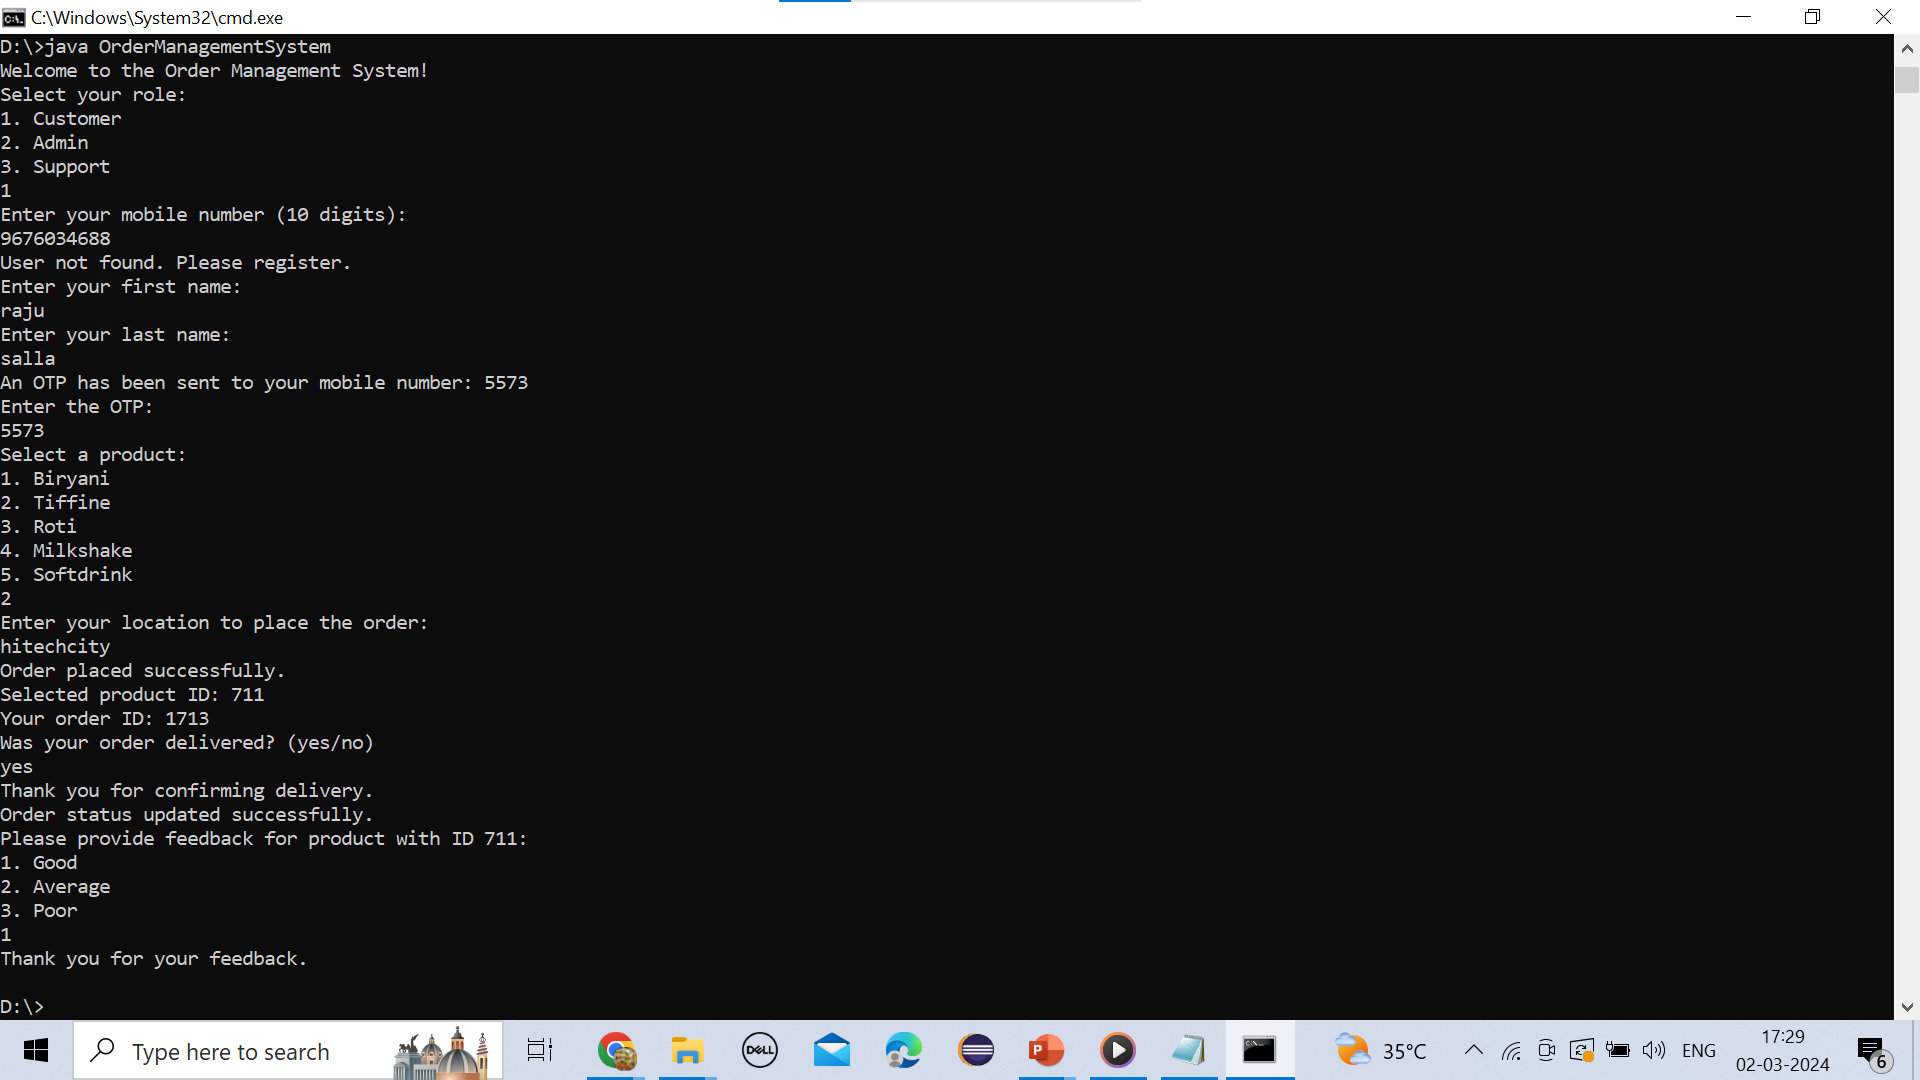 C:\Windows\System32\cmd.exe
D:\>java OrderManagementSystem
Welcome to the Order Management System!
Select your role:
1. Customer
2. Admin
3. Support
1
Enter your mobile number (10 digits):
9676034688
User not found. Please register.
Enter your first name:
raju
Enter your last name:
salla
An OTP has been sent to your mobile number: 5573
Enter the OTP:
5573
Select a product:
1. Biryani
2. Tiffine
3. Roti
4. Milkshake
5. Softdrink
2
Enter your location to place the order:
hitechcity
Order placed successfully.
Selected product ID: 711
Your order ID: 1713
Was your order delivered? (yes/no)
yes
Thank you for confirming delivery.
Order status updated successfully.
Please provide feedback for product with ID 711:
1. Good
2. Average
3. Poor
1
Thank you for your feedback.
D:\>
Type here to search
DELL
P
35°C
ENG
17:29
02-03-2024
6